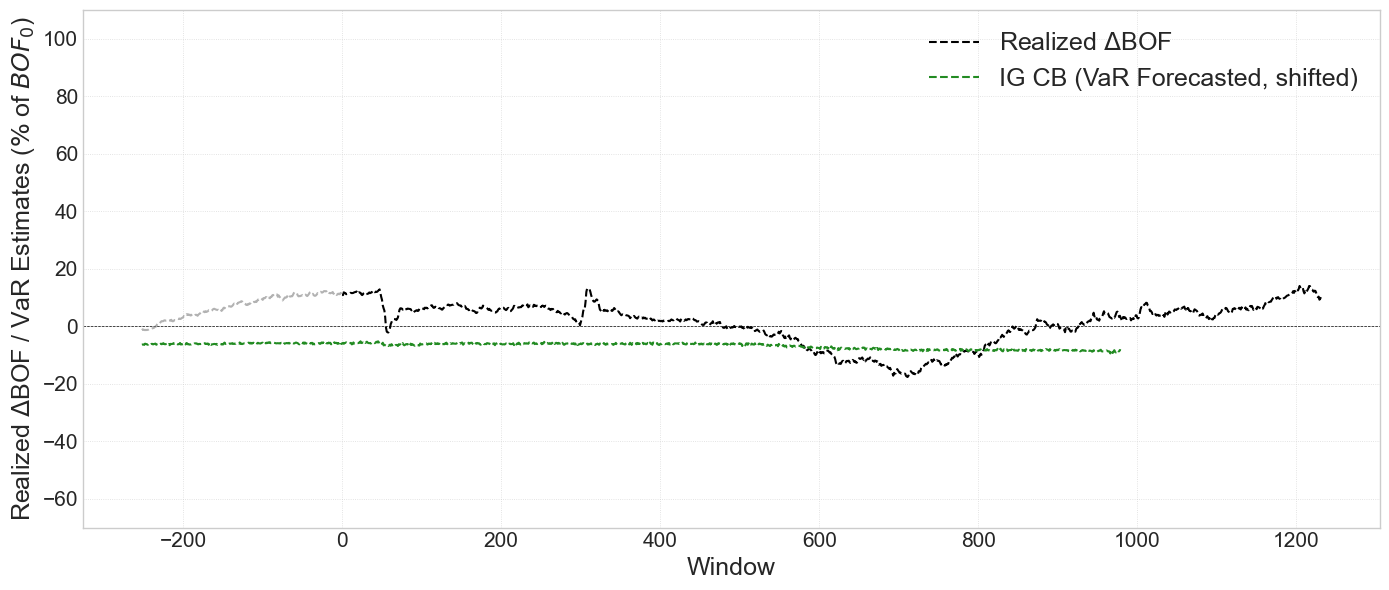 Realized ΔBOF / VaR Estimates (% of BOF₀)
100
80
60
40
20
0
−20
−40
−60
Realized ΔBOF
IG CB (VaR Forecasted, shifted)
−200 0 200 400 600 800 1000 1200
Window